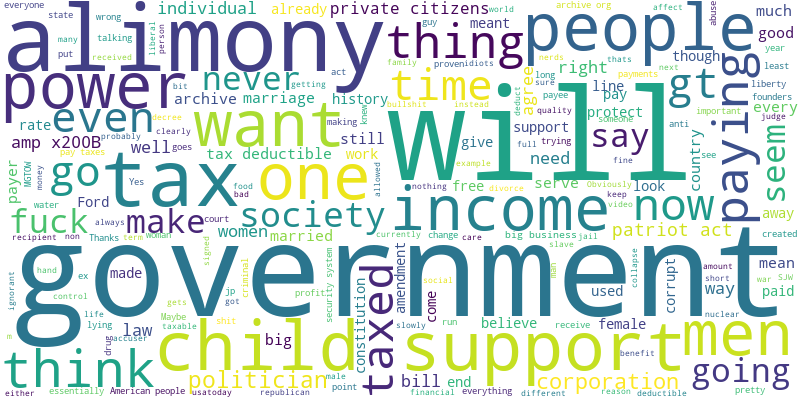 everyone state wrong individual already private citizens guy world archive org affect
many talking liberal person meant alimony thing people abuse
put received family provenidiots nerds thats next much good year
power never time agree long sure right though gt least liberty founders
bit getting act bullshit instead payments payee deduct quality line pay protect every
archive marriage history knew important judge
decree rate even want making still support someone trying anti
clearly probably goes well full fine country see
amp x200B will say paying seem
pay taxes tax deductible work give need
payer MGTOW money water Yes food bad example free serve look away
Ford go tax one divorce nothing Obviously keep video
fuck make society allowed income now patriot act created
always women court married currently change big business jail
recipient non Thanks term woman signed care slave mean
ignorant hand ex made jp got criminal government amendment come used corrupt way amount short war SJW paid
control gets Maybe profit security system social man collapse nuclear
life lying law taxable shit big constitution slowly run believe receive female
m accuser child support men
think drug male point taxed benefit
politician bill end corporation going
either essentially American people usatoday republican financial everything different reason deductible pretty